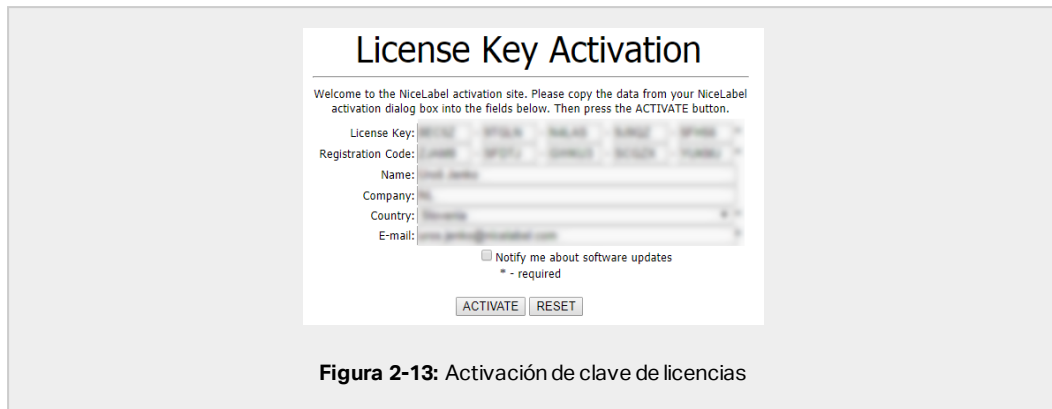 License Key Activation
Welcome to the NiceLabel activation site. Please copy the data from your NiceLabel
activation dialog box into the fields below. Then press the ACTIVATE button.
License Key:
Registration Code:
Name:
Company:
Country:
E-mail:
Notify me about software updates
* - required
ACTIVATE RESET
Figura 2-13: Activación de clave de licencias